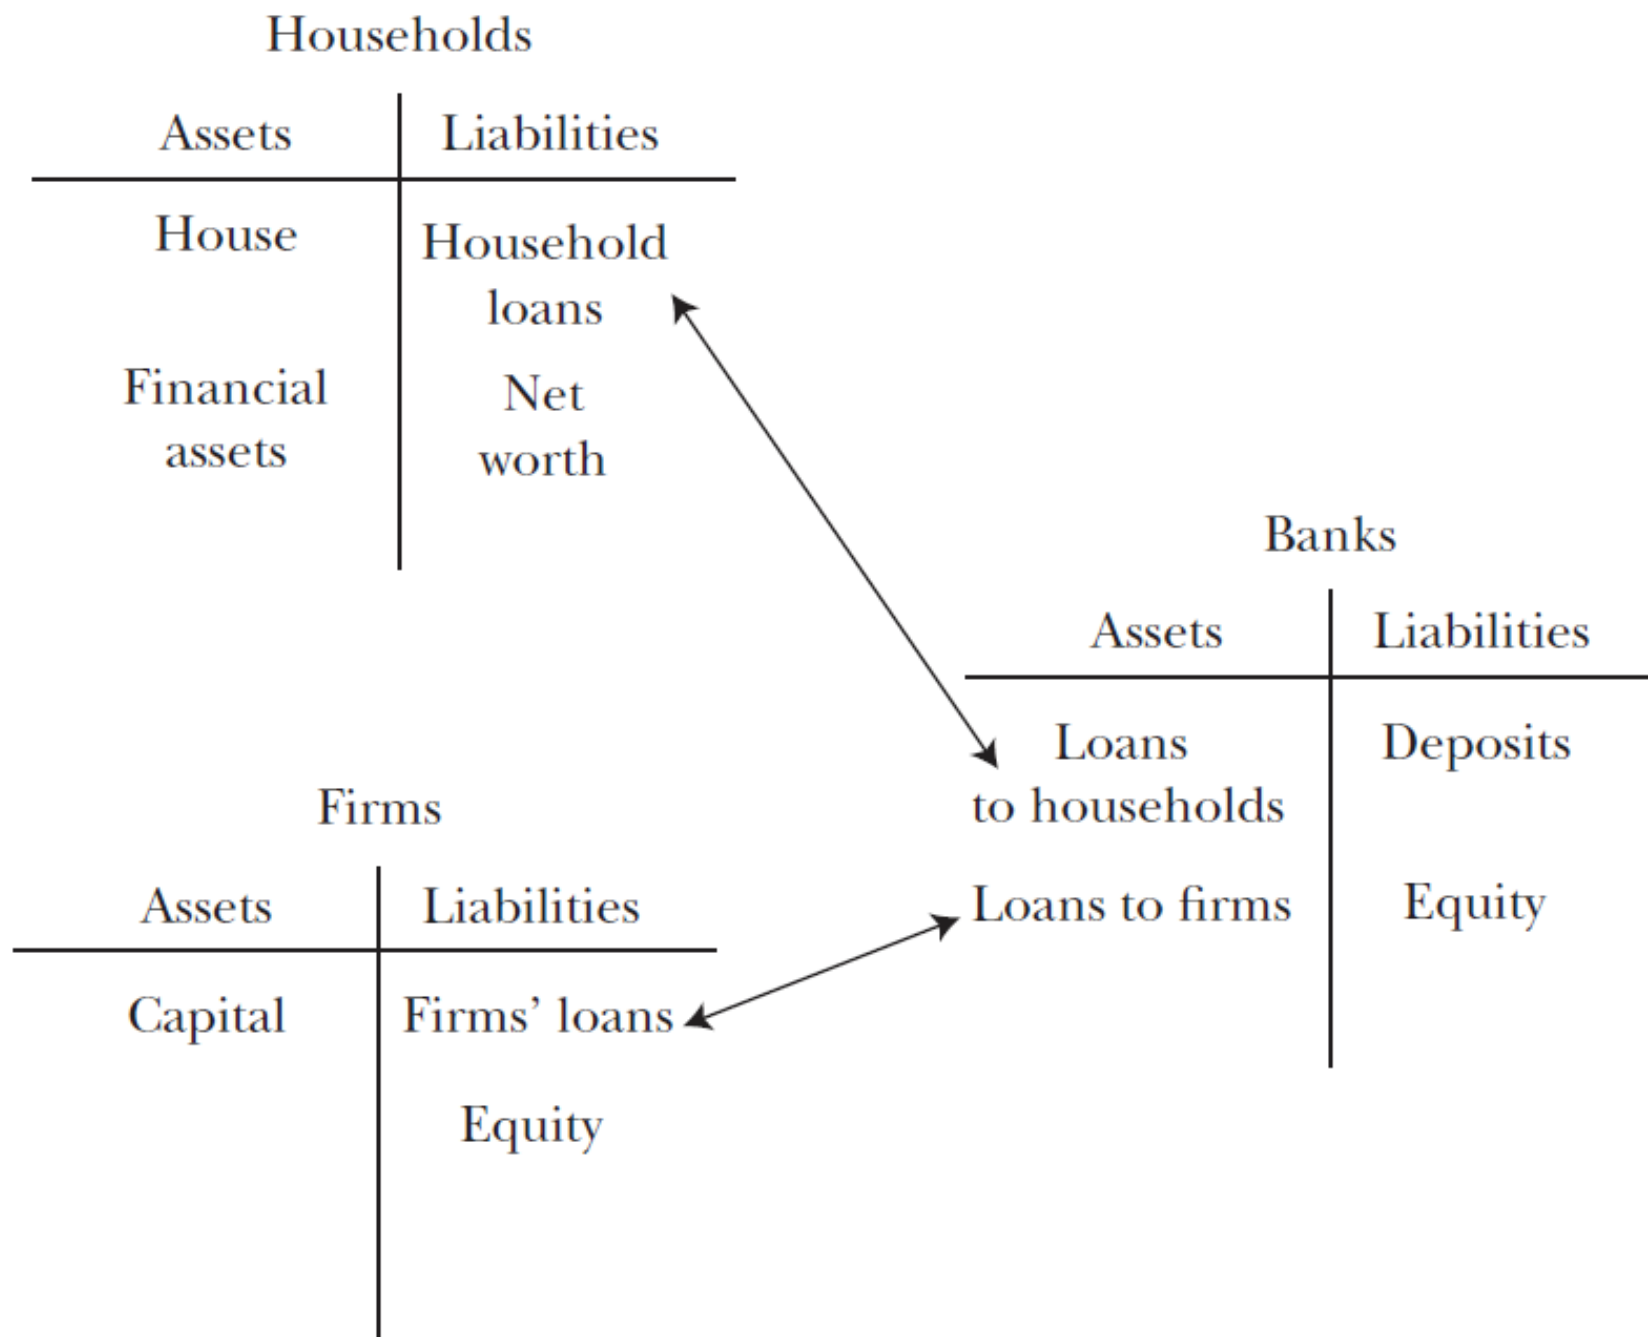 Households
Assets Liabilities
House Household
loans
Financial
assets
Net
worth
Banks
Assets Liabilities
Loans
to households
Deposits
Loans to firms Equity
Firms
Assets Liabilities
Capital Firms’ loans
Equity